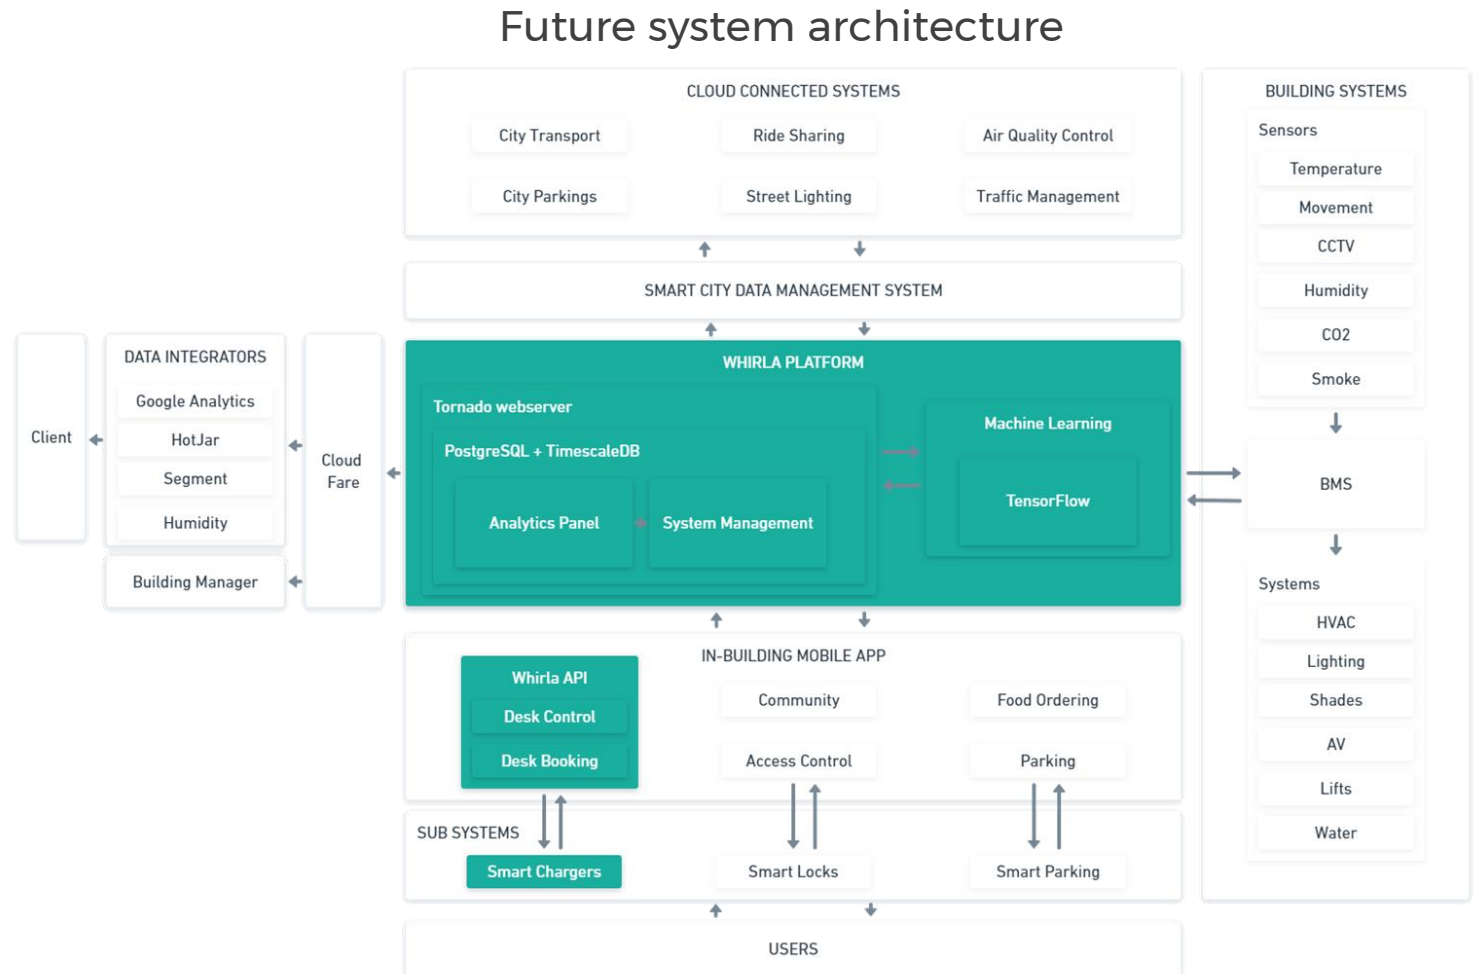 Future system architecture
CLOUD CONNECTED SYSTEMS
City Transport
Ride Sharing
Air Quality Control
City Parkings
Street Lighting
Traffic Management
SMART CITY DATA MANAGEMENT SYSTEM
Client
DATA INTEGRATORS
Google Analytics
HotJar
Segment
Humidity
Building Manager
Cloud
Fare
WHIRLA PLATFORM
Tornado webserver
PostgreSQL + TimescaleDB
Analytics Panel
System Management
Machine Learning
TensorFlow
IN-BUILDING MOBILE APP
Whirla API
Desk Control
Desk Booking
Community
Food Ordering
Access Control
Parking
SUB SYSTEMS
Smart Chargers
Smart Locks
Smart Parking
USERS
BUILDING SYSTEMS
Sensors
Temperature
Movement
CCTV
Humidity
CO2
Smoke
BMS
Systems
HVAC
Lighting
Shades
AV
Lifts
Water